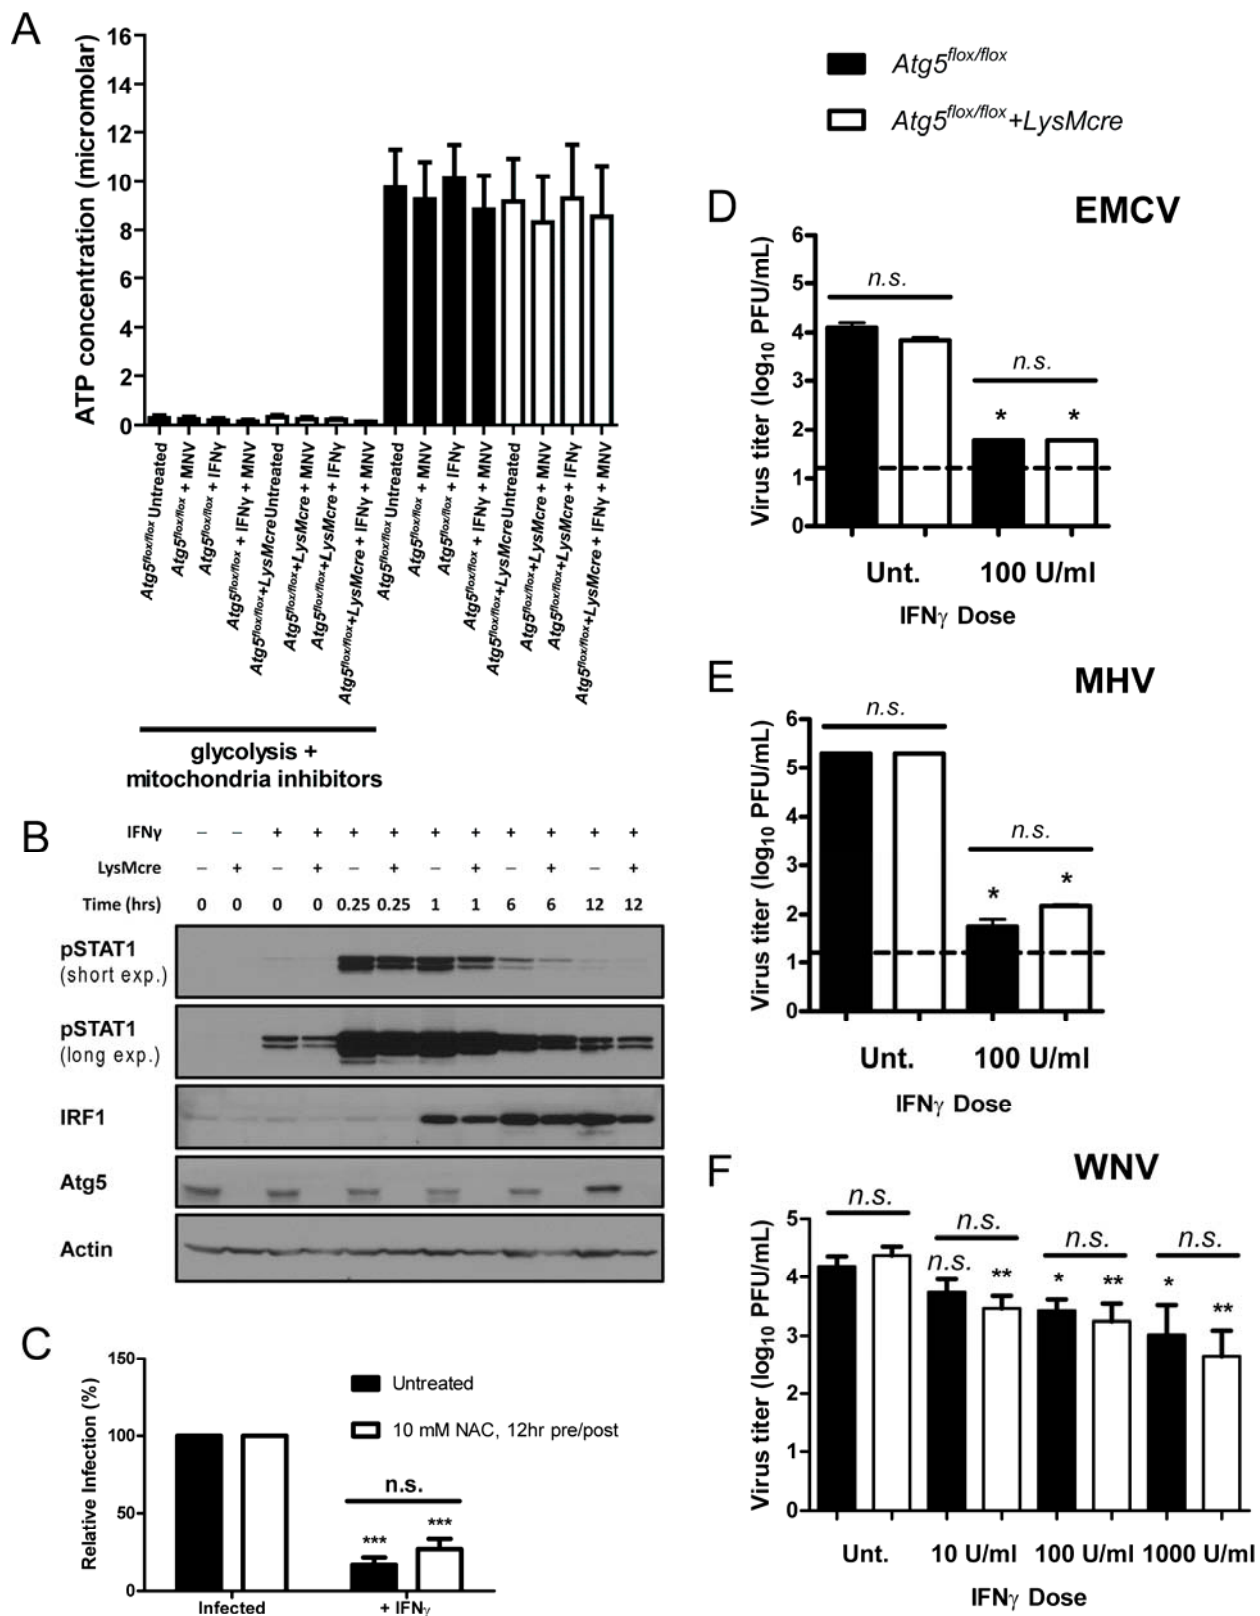 A
ATP concentration (micromolar)
16
14
12
10
8
6
4
2
0
Atg5flox/flox Untreated
Atg5flox/flox + MNV
Atg5flox/flox + IFNγ
Atg5flox/flox + IFNγ + MNV
Atg5flox/flox+LysMcreUntreated
Atg5flox/flox+LysMcre + MNV
Atg5flox/flox+LysMcre + IFNγ
Atg5flox/flox+LysMcre + IFNγ + MNV
Atg5flox/flox Untreated
Atg5flox/flox + MNV
Atg5flox/flox + IFNγ
Atg5flox/flox + IFNγ + MNV
Atg5flox/flox+LysMcreUntreated
Atg5flox/flox+LysMcre + MNV
Atg5flox/flox+LysMcre + IFNγ
Atg5flox/flox+LysMcre + IFNγ + MNV
glycolysis +
mitochondria inhibitors
B
IFNγ – – + + + + + + + + + +
LysMcre – + – + – + – + – + – +
Time (hrs) 0 0 0 0 0.25 0.25 1 1 6 6 12 12
pSTAT1
(short exp.)
pSTAT1
(long exp.)
IRF1
Atg5
Actin
C
Relative Infection (%)
150
100
50
0
Untreated
10 mM NAC, 12hr pre/post
n.s.
*** ***
Infected + IFNγ
Atg5flox/flox
Atg5flox/flox+LysMcre
D
EMCV
Virus titer (log10 PFU/mL)
6
5
4
3
2
1
0
n.s.
n.s.
* *
Unt. 100 U/ml
IFNγ Dose
E
MHV
Virus titer (log10 PFU/mL)
6
5
4
3
2
1
0
n.s.
n.s.
* *
Unt. 100 U/ml
IFNγ Dose
F
WNV
Virus titer (log10 PFU/mL)
5
4
3
2
1
0
n.s.
n.s. n.s. n.s.
n.s. ** * ** * **
Unt. 10 U/ml 100 U/ml 1000 U/ml
IFNγ Dose